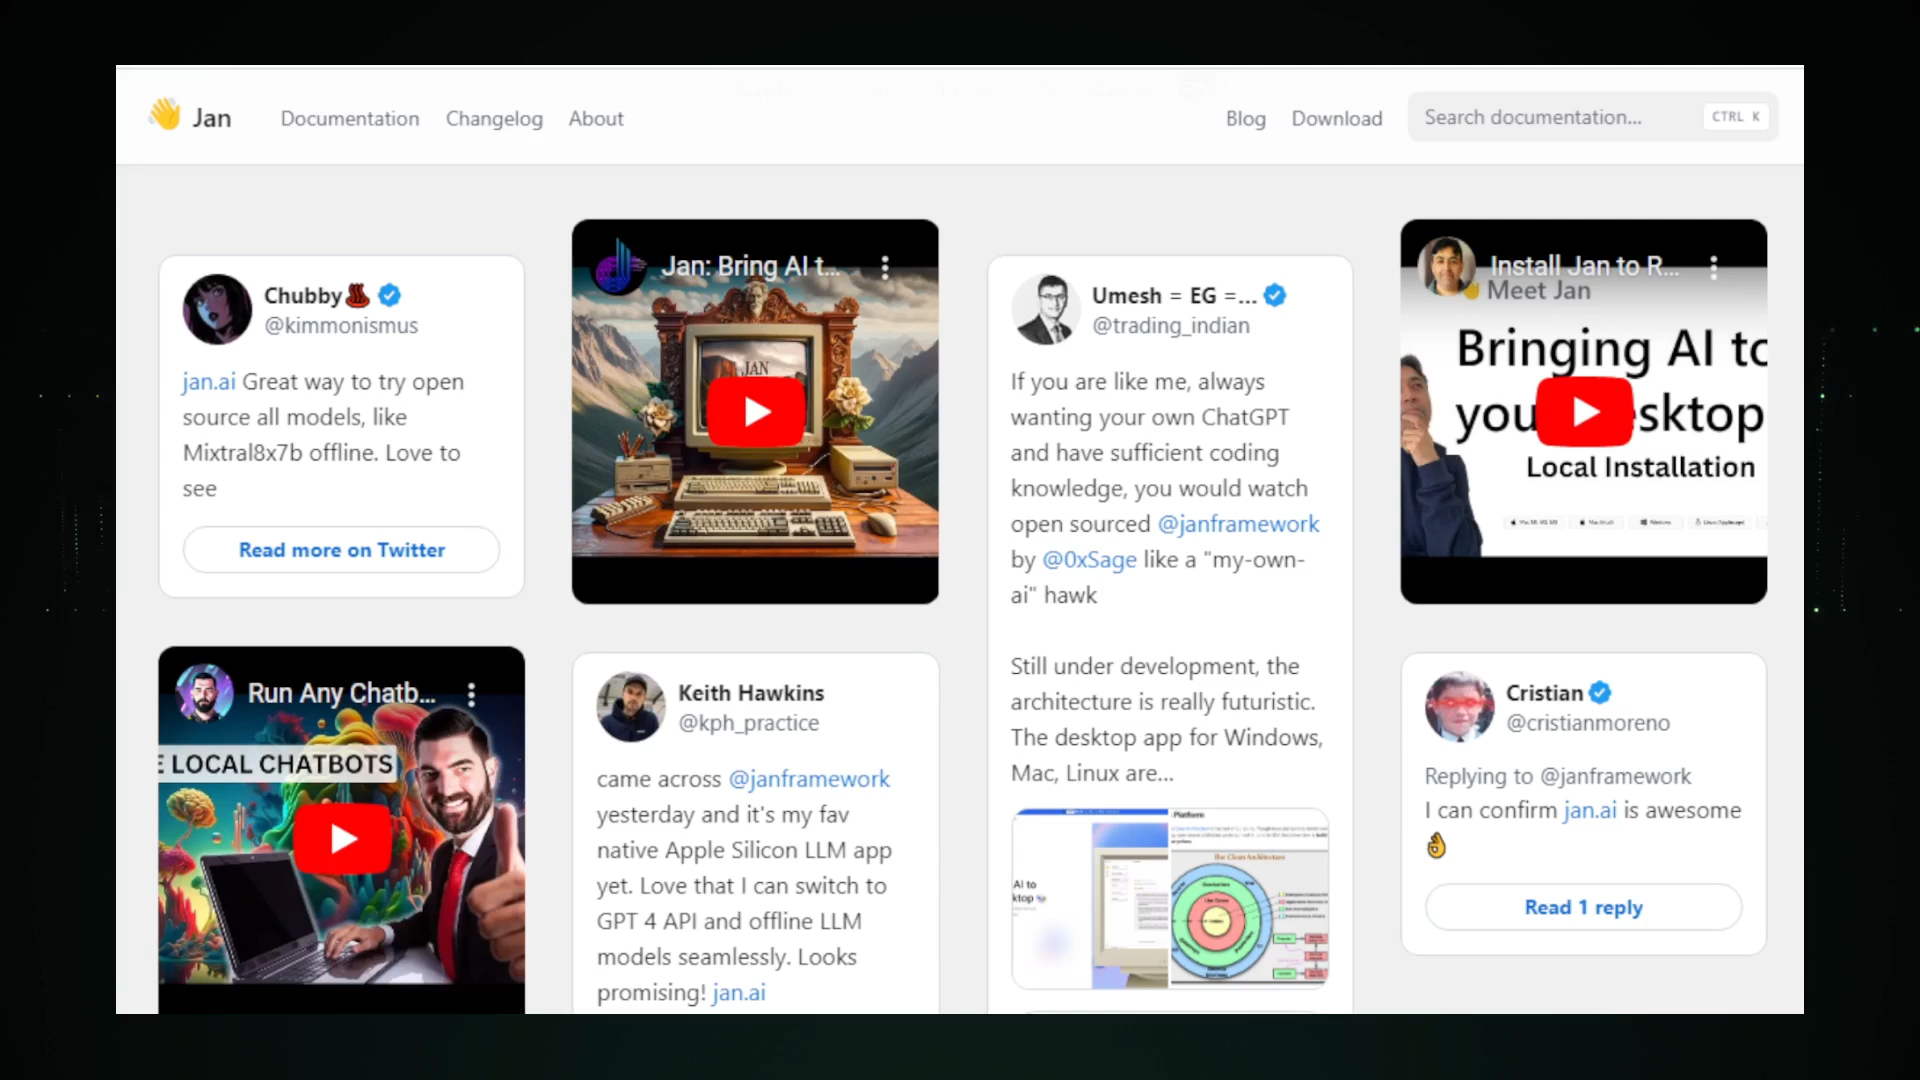 Jan
Documentation
Changelog
About
Blog
Download
Search documentation...
CTRL K
Chubby
@kimmonismus
jan.ai Great way to try open
source all models, like
Mixtral8x7b offline. Love to
see
Read more on Twitter
Jan: Bring AI t...
JAN
Umesh = EG =...
@trading_indian
If you are like me, always
wanting your own ChatGPT
and have sufficient coding
knowledge, you would watch
open sourced @janframework
by @0xSage like a "my-own-
ai" hawk
Still under development, the
architecture is really futuristic.
The desktop app for Windows,
Mac, Linux are...
AI to
ktop
Platform
The Clean Architecture
Install Jan to R...
Meet Jan
Bringing AI to
you
sktop
Local Installation
Run Any Chatb...
E LOCAL CHATBOTS
Keith Hawkins
@kph_practice
came across @janframework
yesterday and it's my fav
native Apple Silicon LLM app
yet. Love that I can switch to
GPT 4 API and offline LLM
models seamlessly. Looks
promising! jan.ai
Cristian
@cristianmoreno
Replying to @janframework
I can confirm jan.ai is awesome
Read 1 reply